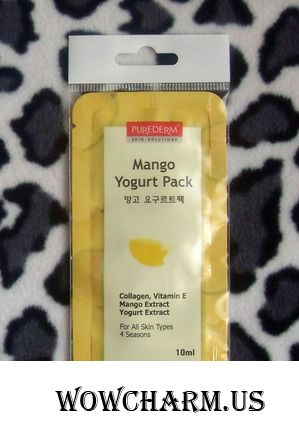 PUREDERM
SKIN SOLUTIONS
Mango
Yogurt Pack
망고 요구르트팩
Collagen, Vitamin E
Mango Extract
Yogurt Extract
For All Skin Types
4 Seasons
10ml
WOWCHARM.US